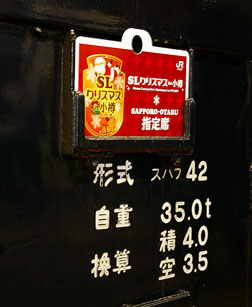 JR
SL
クリスマス
in小樽
SLクリスマスin小樽
SAPPORO-OTARU
指定席
形式 スハフ 42
自重 35.0t
換算 積 4.0
空 3.5